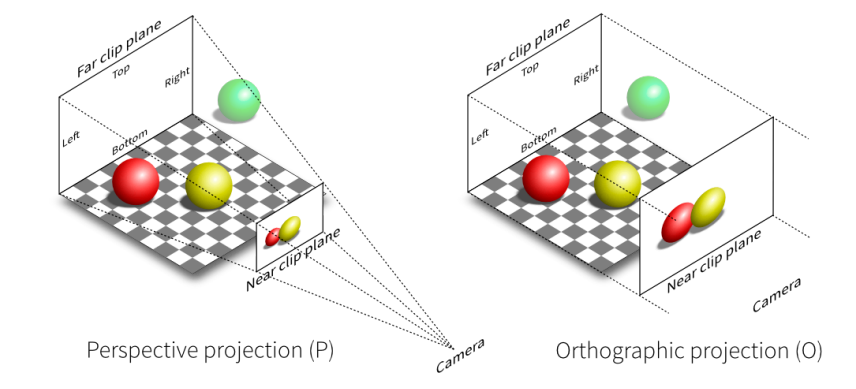 Far clip plane
Top
Right
Left
Bottom
Near clip plane
Camera
Perspective projection (P)
Far clip plane
Top
Right
Left
Bottom
Near clip plane
Camera
Orthographic projection (O)